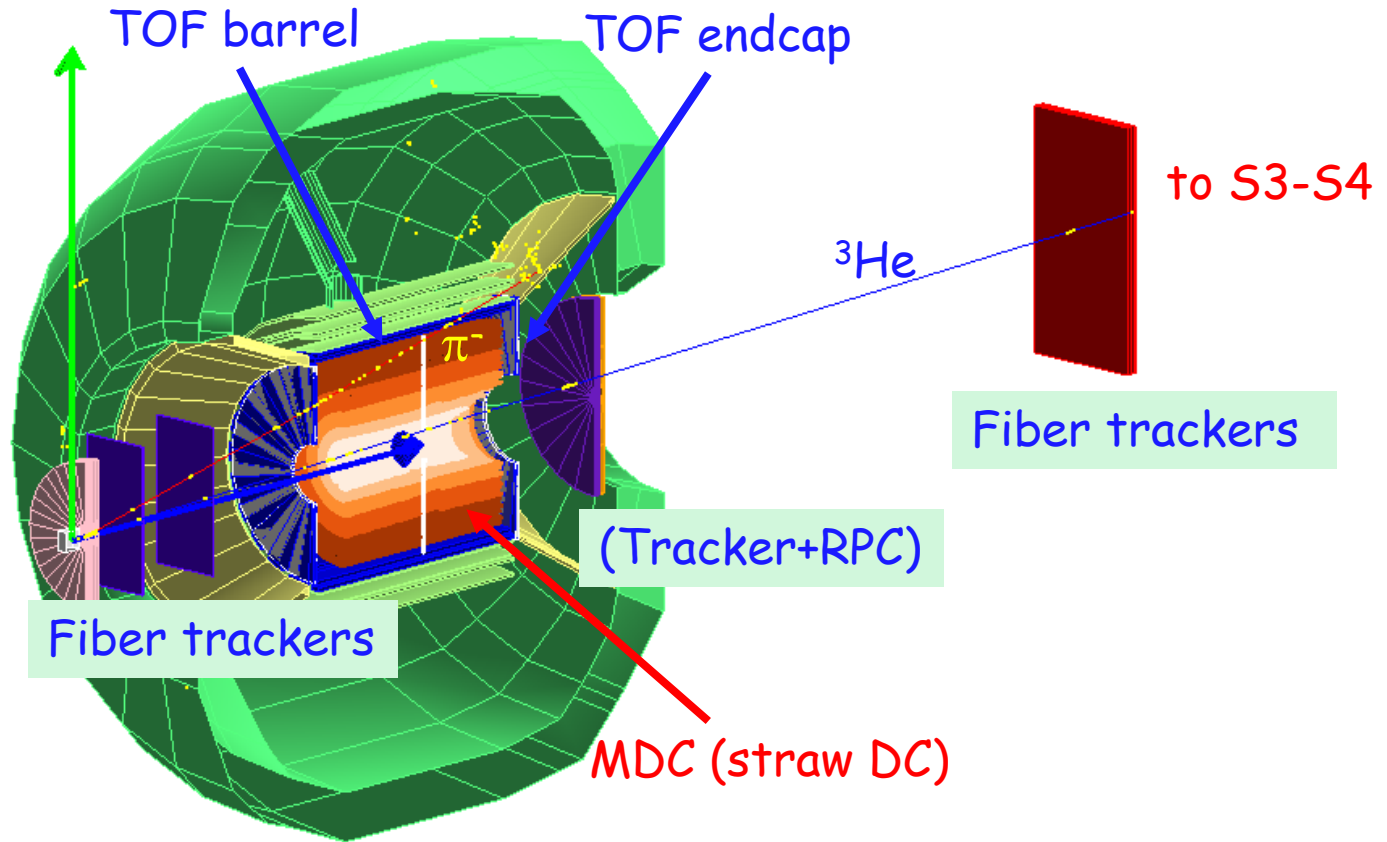 TOF barrel
TOF endcap
to S3-S4
³He
π⁻
Fiber trackers
(Tracker+RPC)
Fiber trackers
MDC (straw DC)